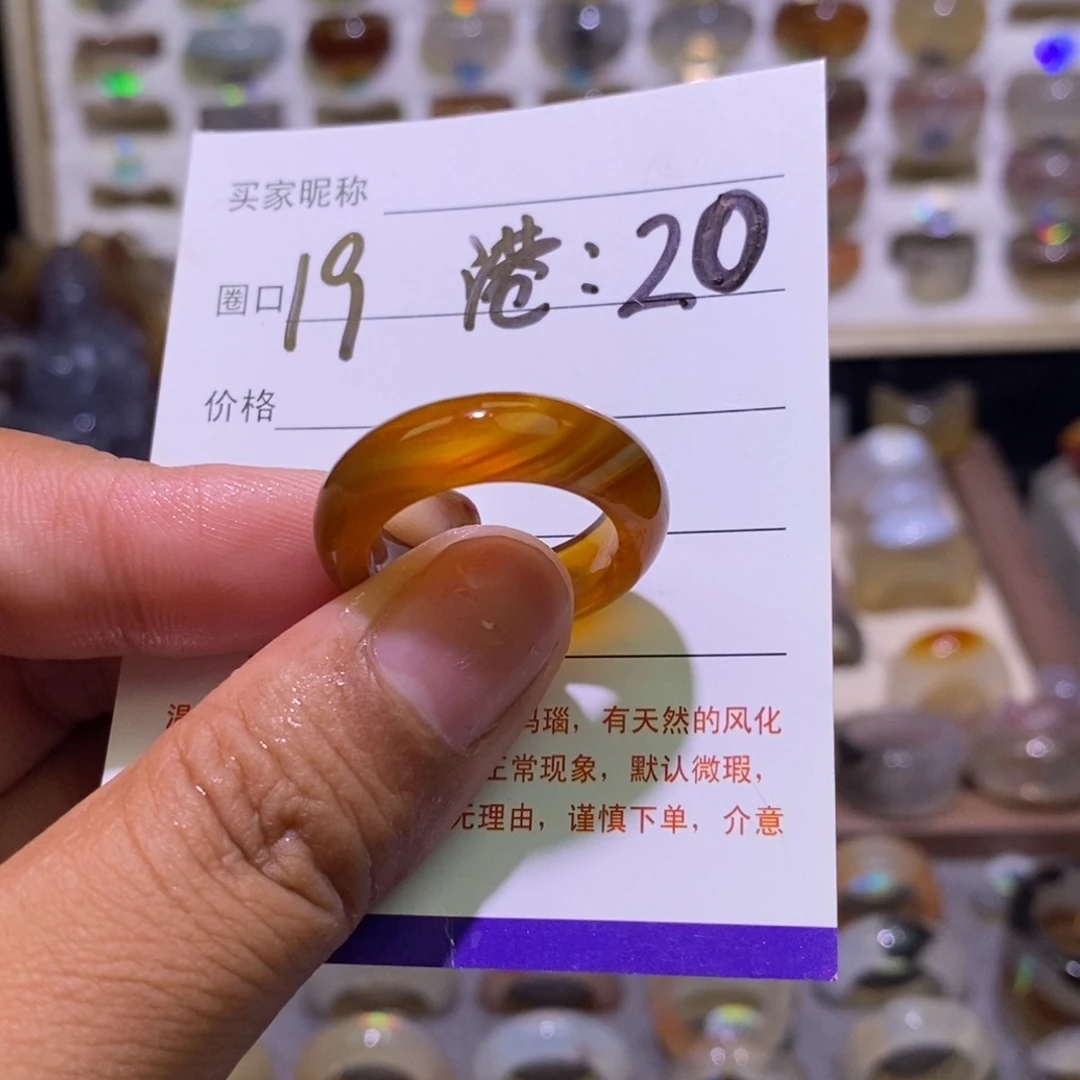 买家昵称
圈口19 港：20
价格
玛瑙，有天然的风化
正常现象，默认微瑕，
无理由，谨慎下单，介意